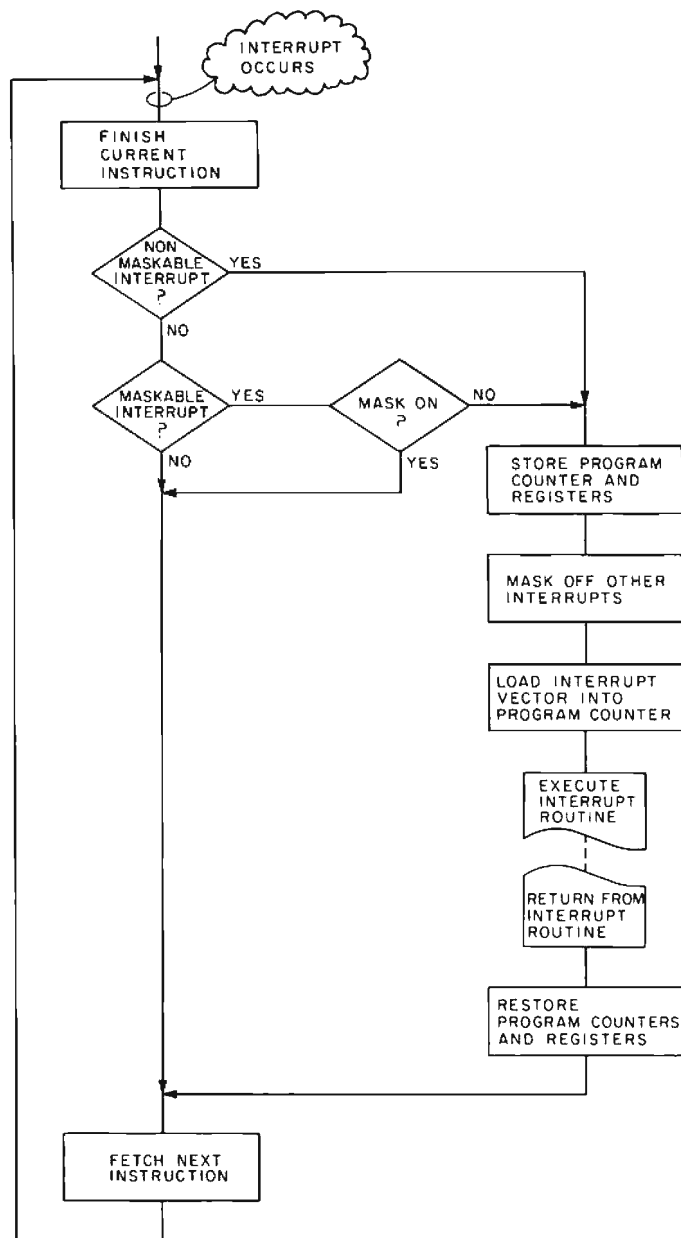 INTERRUPT
OCCURS
FINISH
CURRENT
INSTRUCTION
NON
MASKABLE
INTERRUPT
?
YES
NO
MASKABLE
INTERRUPT
?
YES
NO
MASK ON
?
NO
YES
STORE PROGRAM
COUNTER AND
REGISTERS
MASK OFF OTHER
INTERRUPTS
LOAD INTERRUPT
VECTOR INTO
PROGRAM COUNTER
EXECUTE
INTERRUPT
ROUTINE
RETURN FROM
INTERRUPT
ROUTINE
RESTORE
PROGRAM COUNTERS
AND REGISTERS
FETCH NEXT
INSTRUCTION